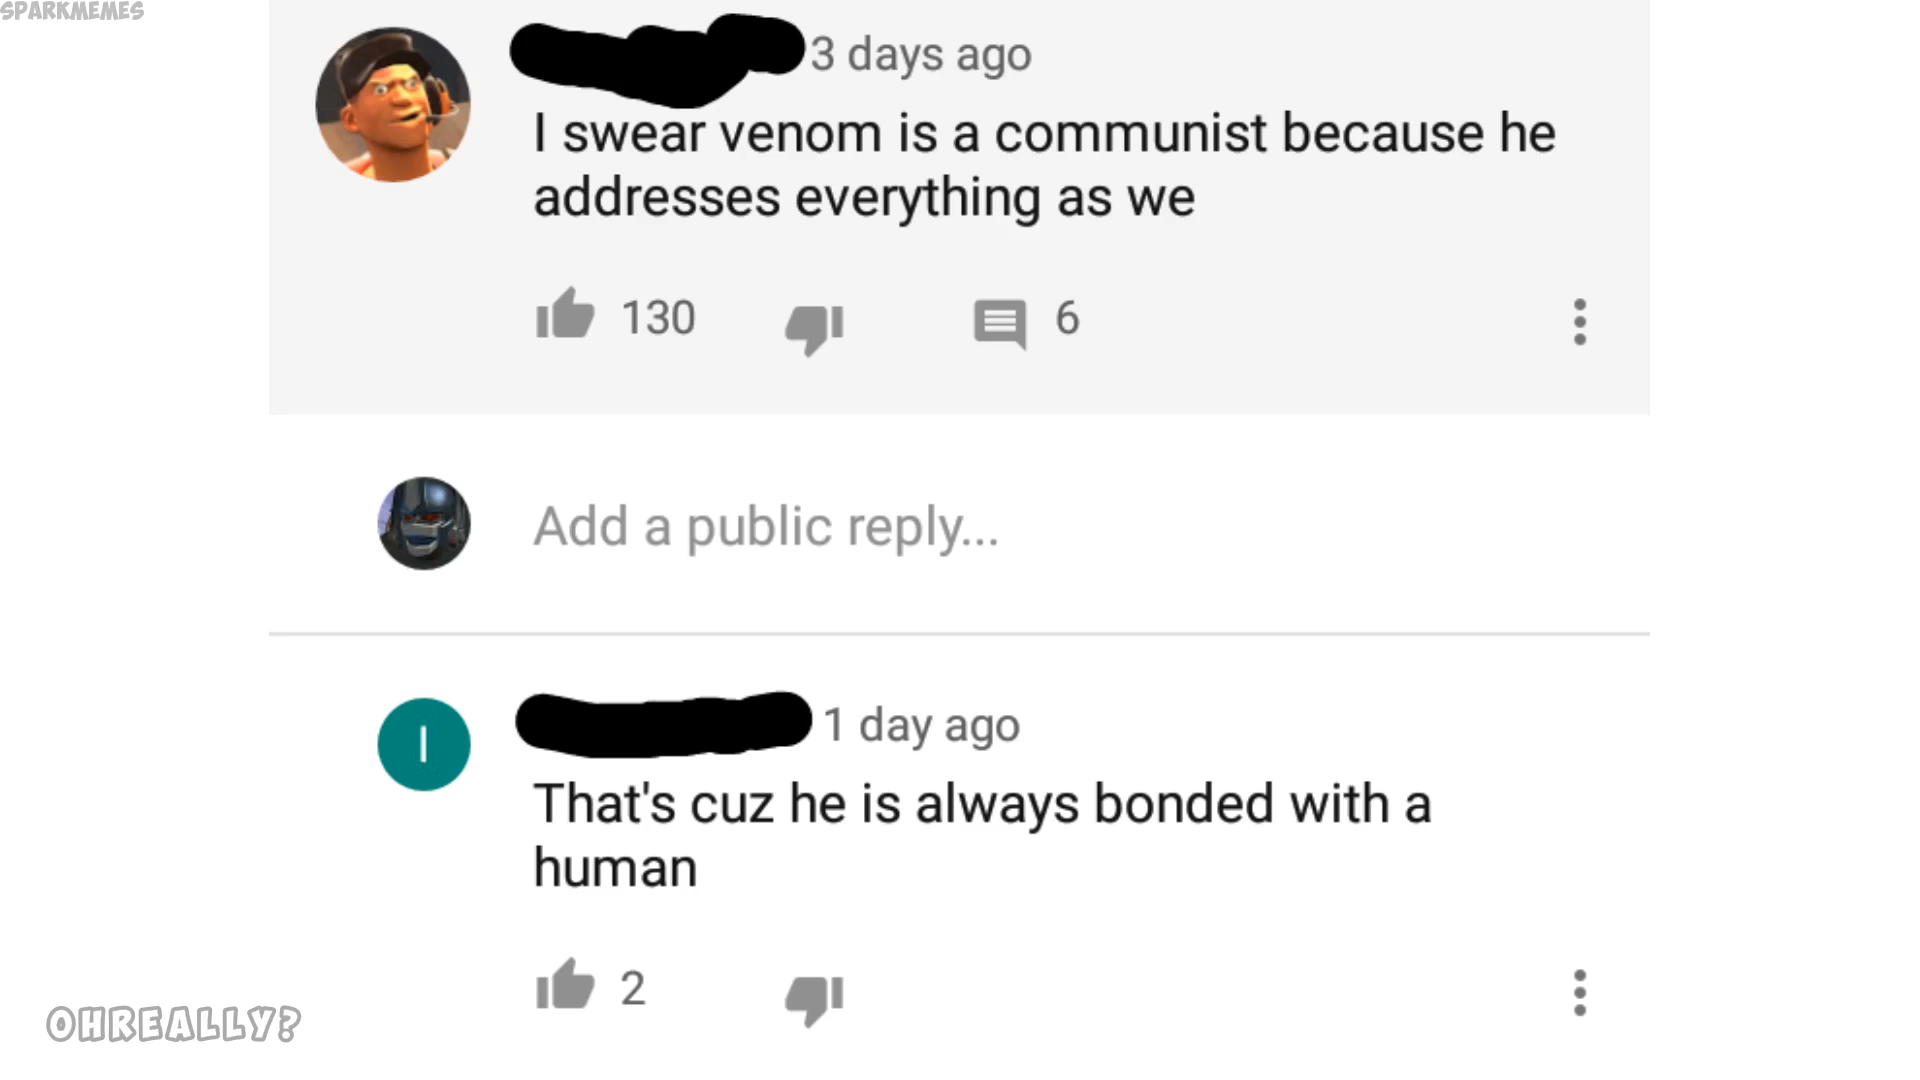 SPARKMEMES
3 days ago
I swear venom is a communist because he
addresses everything as we
130
6
Add a public reply...
I
1 day ago
That's cuz he is always bonded with a
human
2
OHREALLY?